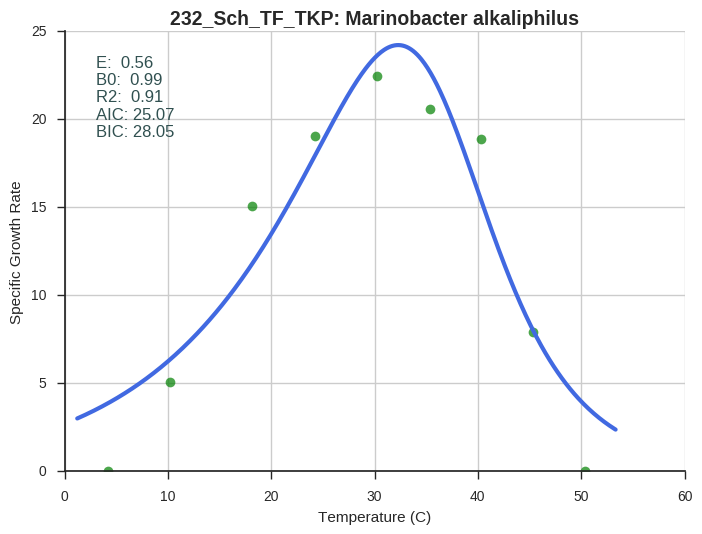 232_Sch_TF_TKP: Marinobacter alkaliphilus
E:  0.56
B0:  0.99
R2:  0.91
AIC: 25.07
BIC: 28.05
Specific Growth Rate
25
20
15
10
5
0
0 10 20 30 40 50 60
Temperature (C)